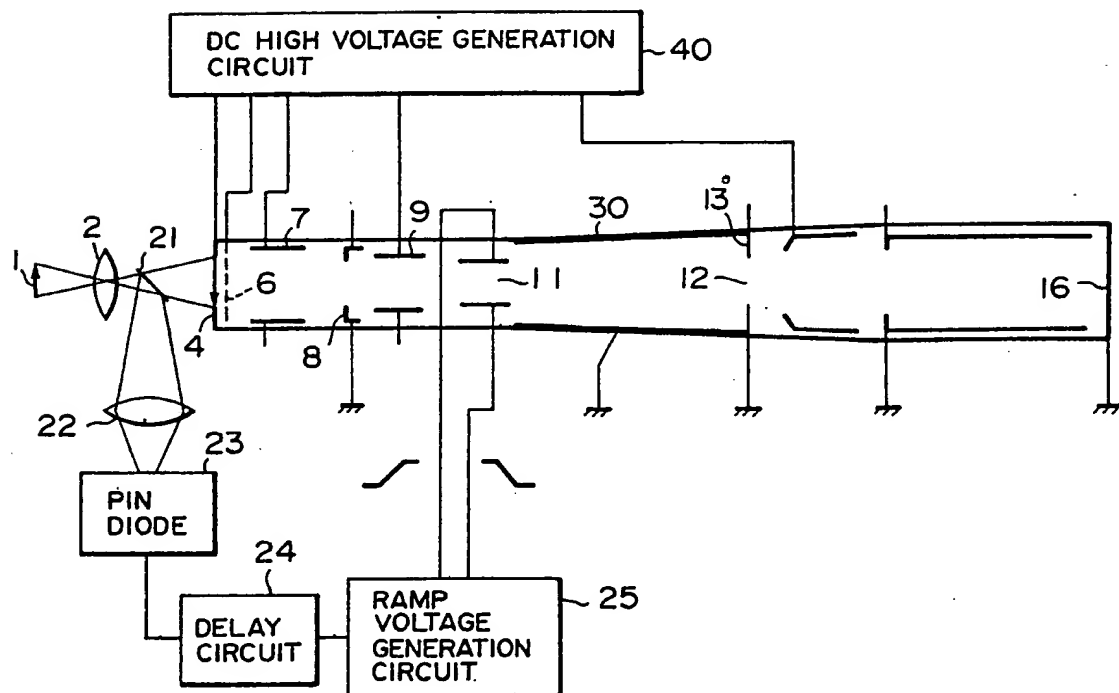 DC HIGH VOLTAGE GENERATION
CIRCUIT
40
1
2
21
4
6
7
8
9
11
30
13
12
16
22
23
PIN
DIODE
24
DELAY
CIRCUIT
RAMP
VOLTAGE
GENERATION
CIRCUIT.
25